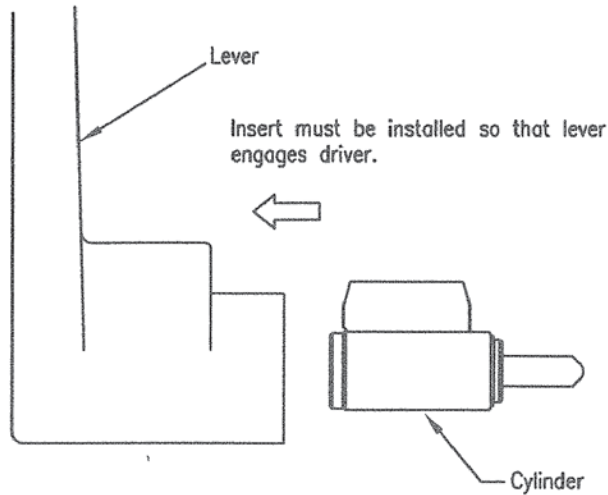 Lever
Insert must be installed so that lever
engages driver.
Cylinder